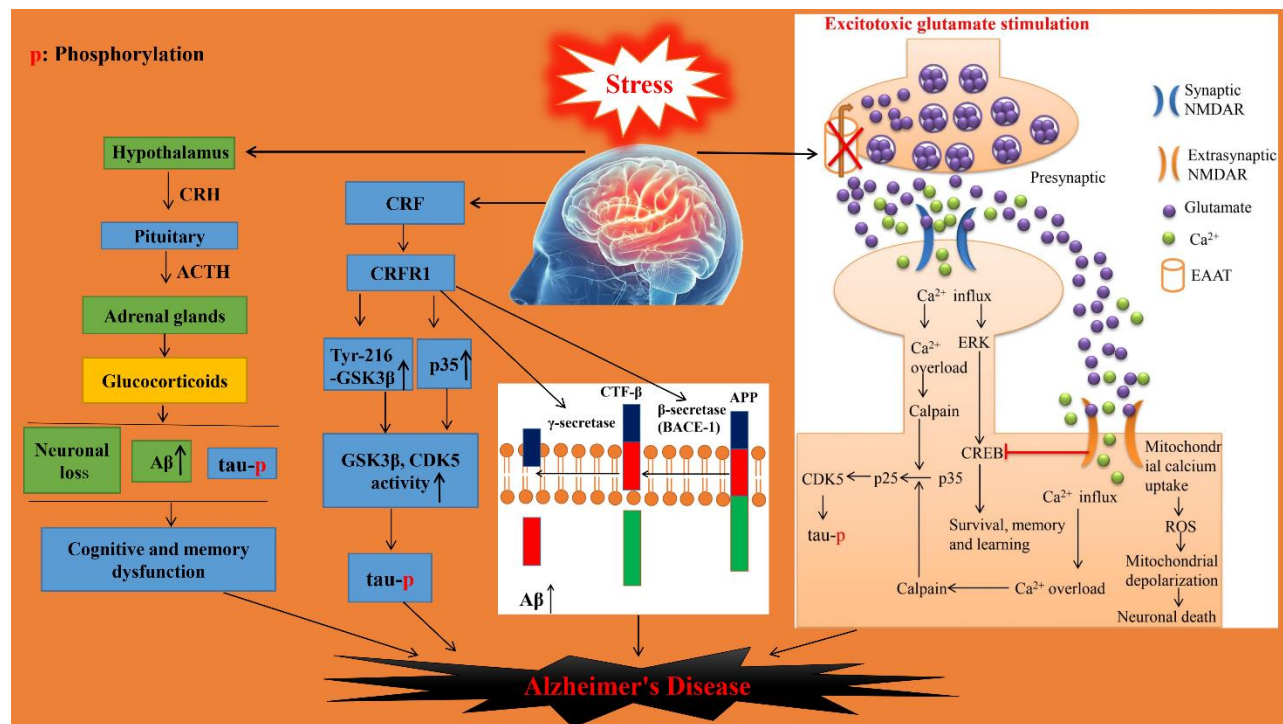 p: Phosphorylation
Stress
Hypothalamus
CRH
Pituitary
ACTH
Adrenal glands
Glucocorticoids
Neuronal
loss
Aβ
tau-p
Cognitive and memory
dysfunction
CRF
CRFR1
Tyr-216
-GSK3β
p35
GSK3β, CDK5
activity
tau-p
CTF-β
APP
γ-secretase
β-secretase
(BACE-1)
Aβ
Excitotoxic glutamate stimulation
Presynaptic
Synaptic
NMDAR
Extrasynaptic
NMDAR
Glutamate
Ca²⁺
EAAT
Ca²⁺ influx
Ca²⁺
overload
ERK
Calpain
CREB
CDK5
p25
p35
tau-p
Survival, memory
and learning
Ca²⁺ influx
Calpain
Ca²⁺ overload
Mitochondr
ial calcium
uptake
ROS
Mitochondrial
depolarization
Neuronal death
Alzheimer's Disease